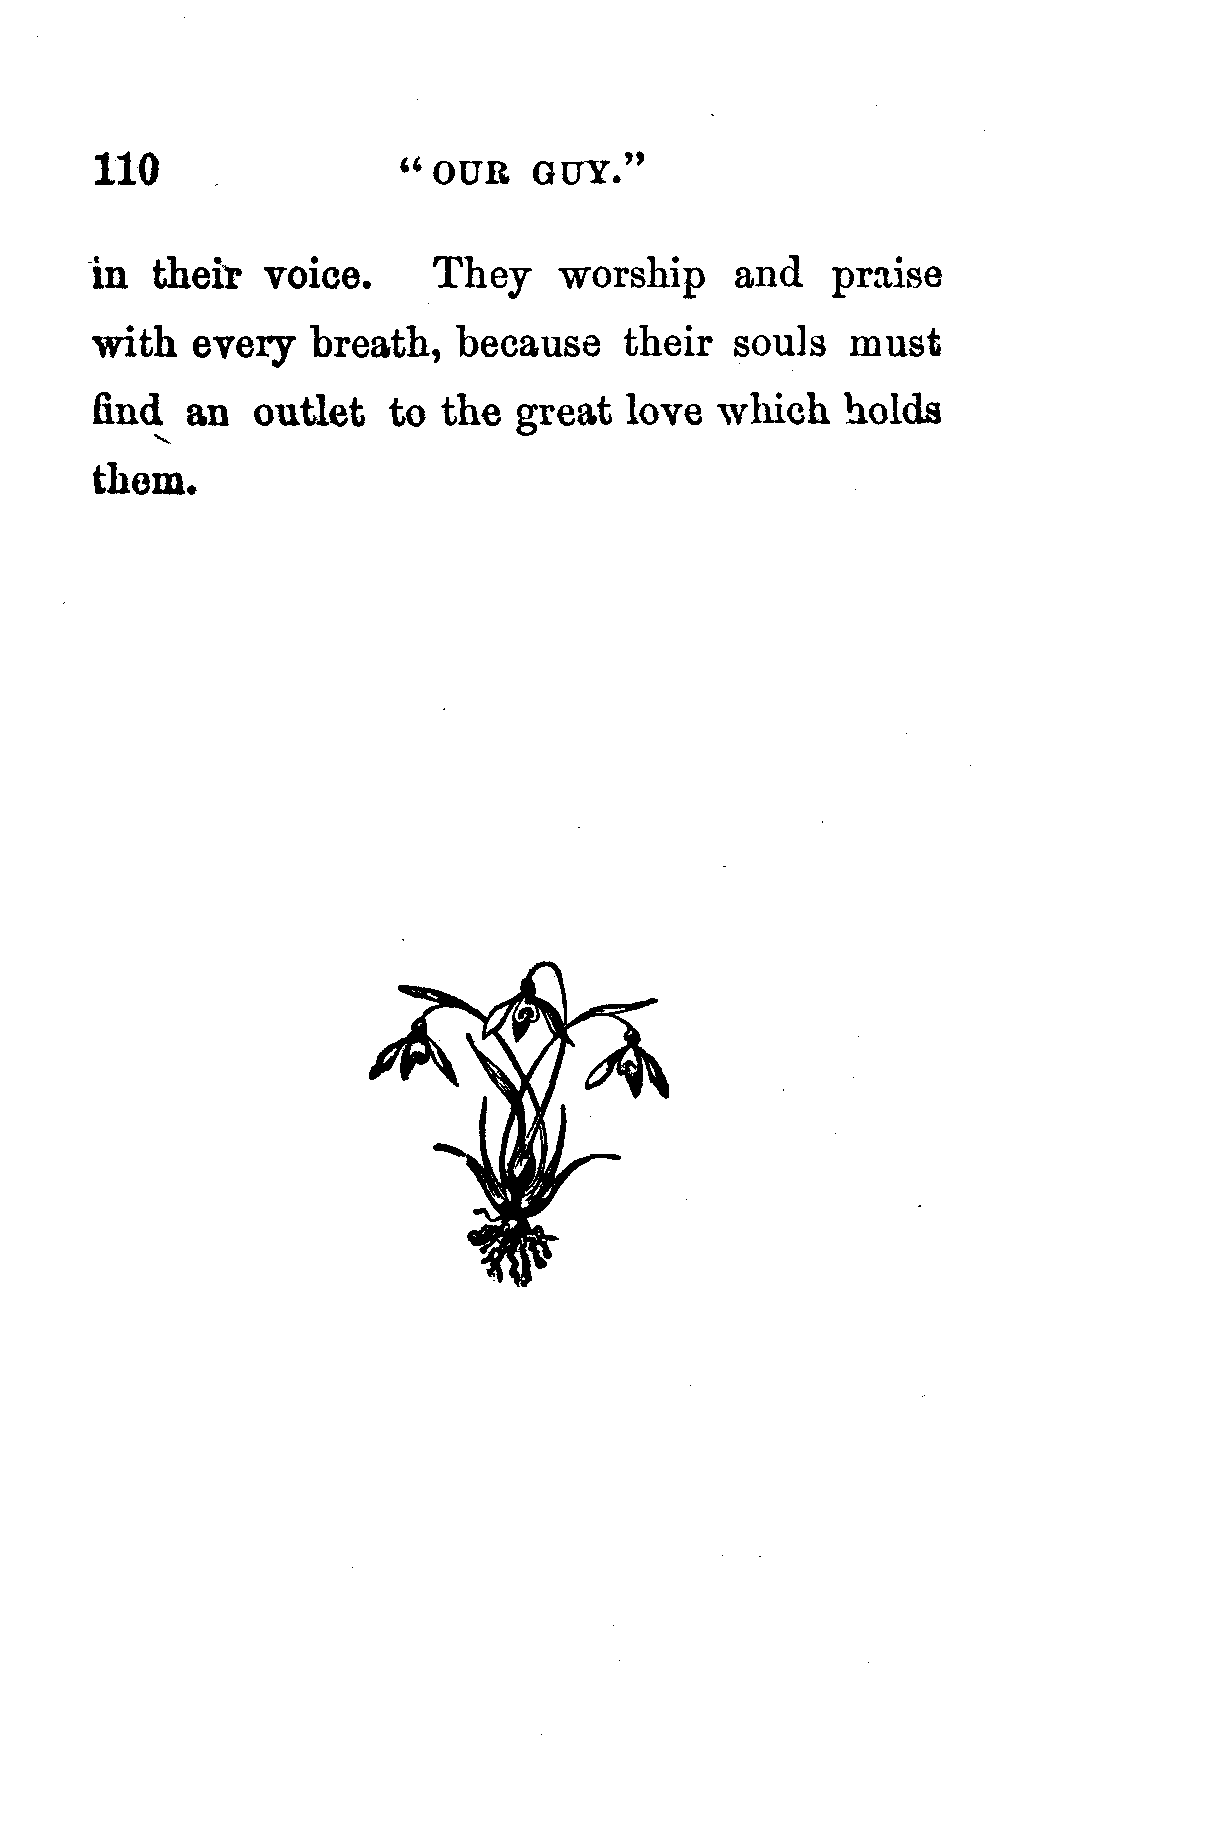 110 “OUR GUY.”
in their voice. They worship and praise
with every breath, because their souls must
find an outlet to the great love which holds
them.